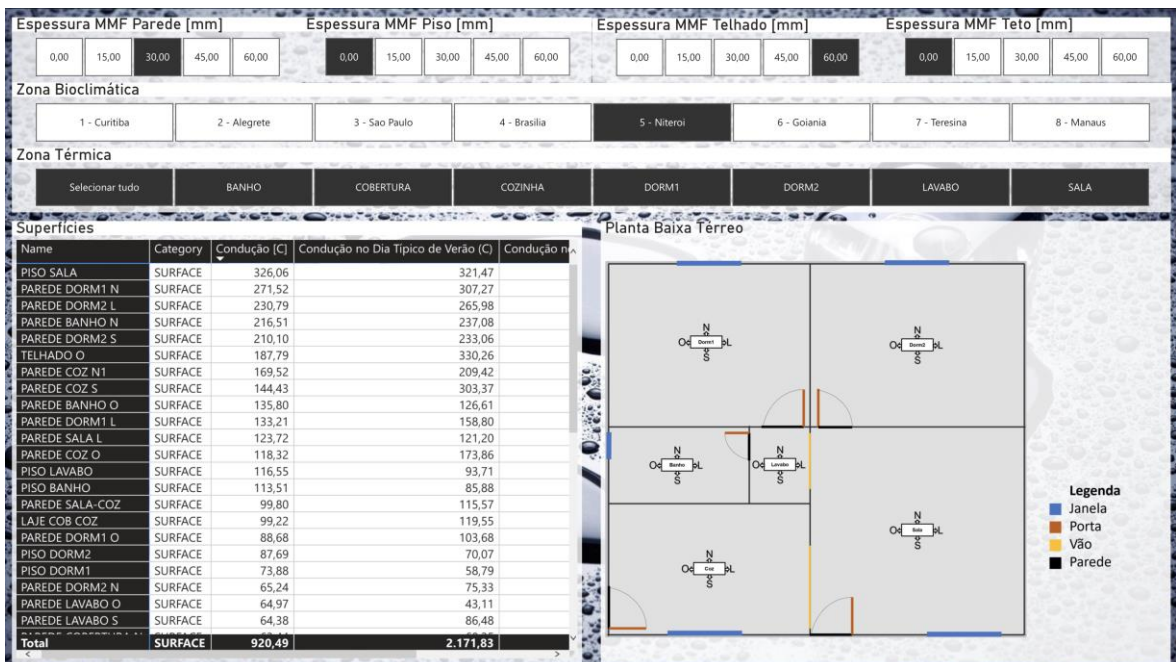 Espessura MMF Parede [mm] Espessura MMF Piso [mm] Espessura MMF Telhado [mm] Espessura MMF Teto [mm]
0,00 15,00 30,00 45,00 60,00 0,00 15,00 30,00 45,00 60,00 0,00 15,00 30,00 45,00 60,00 0,00 15,00 30,00 45,00 60,00
Zona Bioclimática
1 - Curitiba 2 - Alegrete 3 - Sao Paulo 4 - Brasilia 5 - Niteroi 6 - Goiania 7 - Teresina 8 - Manaus
Zona Térmica
Selecionar tudo BANHO COBERTURA COZINHA DORM1 DORM2 LAVABO SALA
Superfícies
Name Category Condução [C] Condução no Dia Típico de Verão (C) Condução n
PISO SALA SURFACE 326,06 321,47
PAREDE DORM1 N SURFACE 271,52 307,27
PAREDE DORM2 L SURFACE 230,79 265,98
PAREDE BANHO N SURFACE 216,51 237,08
PAREDE DORM2 S SURFACE 210,10 233,06
TELHADO O SURFACE 187,79 330,26
PAREDE COZ N1 SURFACE 169,52 209,42
PAREDE COZ S SURFACE 144,43 303,37
PAREDE BANHO O SURFACE 135,80 126,61
PAREDE DORM1 L SURFACE 133,21 158,80
PAREDE SALA L SURFACE 123,72 121,20
PAREDE COZ O SURFACE 118,32 173,86
PISO LAVABO SURFACE 116,55 93,71
PISO BANHO SURFACE 113,51 85,88
PAREDE SALA-COZ SURFACE 99,80 115,57
LAJE COB COZ SURFACE 99,22 119,55
PAREDE DORM1 O SURFACE 88,68 103,68
PISO DORM2 SURFACE 87,69 70,07
PISO DORM1 SURFACE 73,88 58,79
PAREDE DORM2 N SURFACE 65,24 75,33
PAREDE LAVABO O SURFACE 64,97 43,11
PAREDE LAVABO S SURFACE 64,38 86,48
Total SURFACE 920,49 2.171,83
Planta Baixa Térreo
N
O Dorm1 L
S
N
O Dorm2 L
S
N
O Banho L
S
N
O Lavabo L
S
N
O Sala L
S
N
O Coz L
S
Legenda
Janela
Porta
Vão
Parede